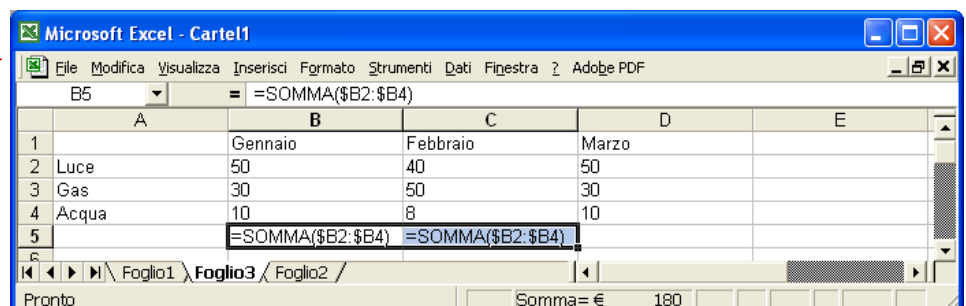 Microsoft Excel - Cartel1
File Modifica Visualizza Inserisci Formato Strumenti Dati Finestra ? Adobe PDF
B5 = =SOMMA($B2:$B4)
A B C D E
1 Gennaio Febbraio Marzo
2 Luce 50 40 50
3 Gas 30 50 30
4 Acqua 10 8 10
5 =SOMMA($B2:$B4) =SOMMA($B2:$B4)
6
Foglio1 Foglio3 Foglio2
Pronto Somma= € 180